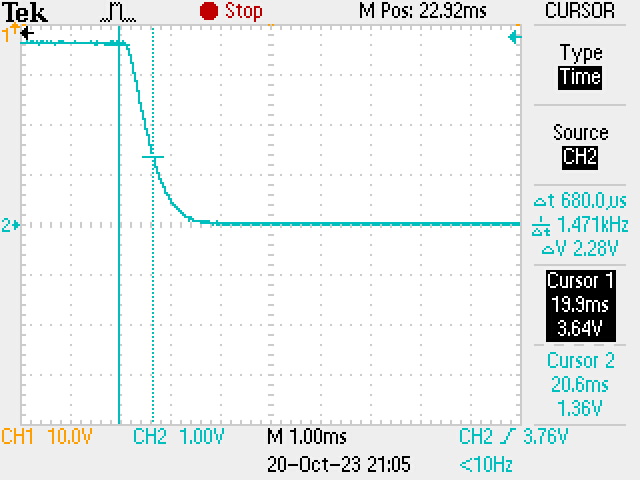 Tek Stop M Pos: 22.92ms CURSOR
1
Type
Time
Source
CH2
2
Δt 680.0µs
1/Δt 1.471kHz
ΔV 2.28V
Cursor 1
19.9ms
3.64V
Cursor 2
20.6ms
1.36V
CH1 10.0V CH2 1.00V M 1.00ms CH2 3.76V
20-Oct-23 21:05 <10Hz